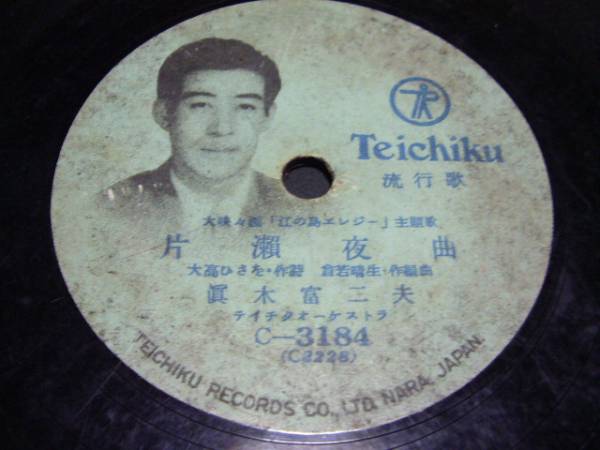 Teichiku
流行歌
大映々画「江の島エレジー」主題歌
片瀬夜曲
大高ひさを・作詩 倉若晴生・作編曲
眞木富二夫
テイチクオーケストラ
C—3184
(C2228)
TEICHIKU RECORDS CO., LTD. NARA, JAPAN.